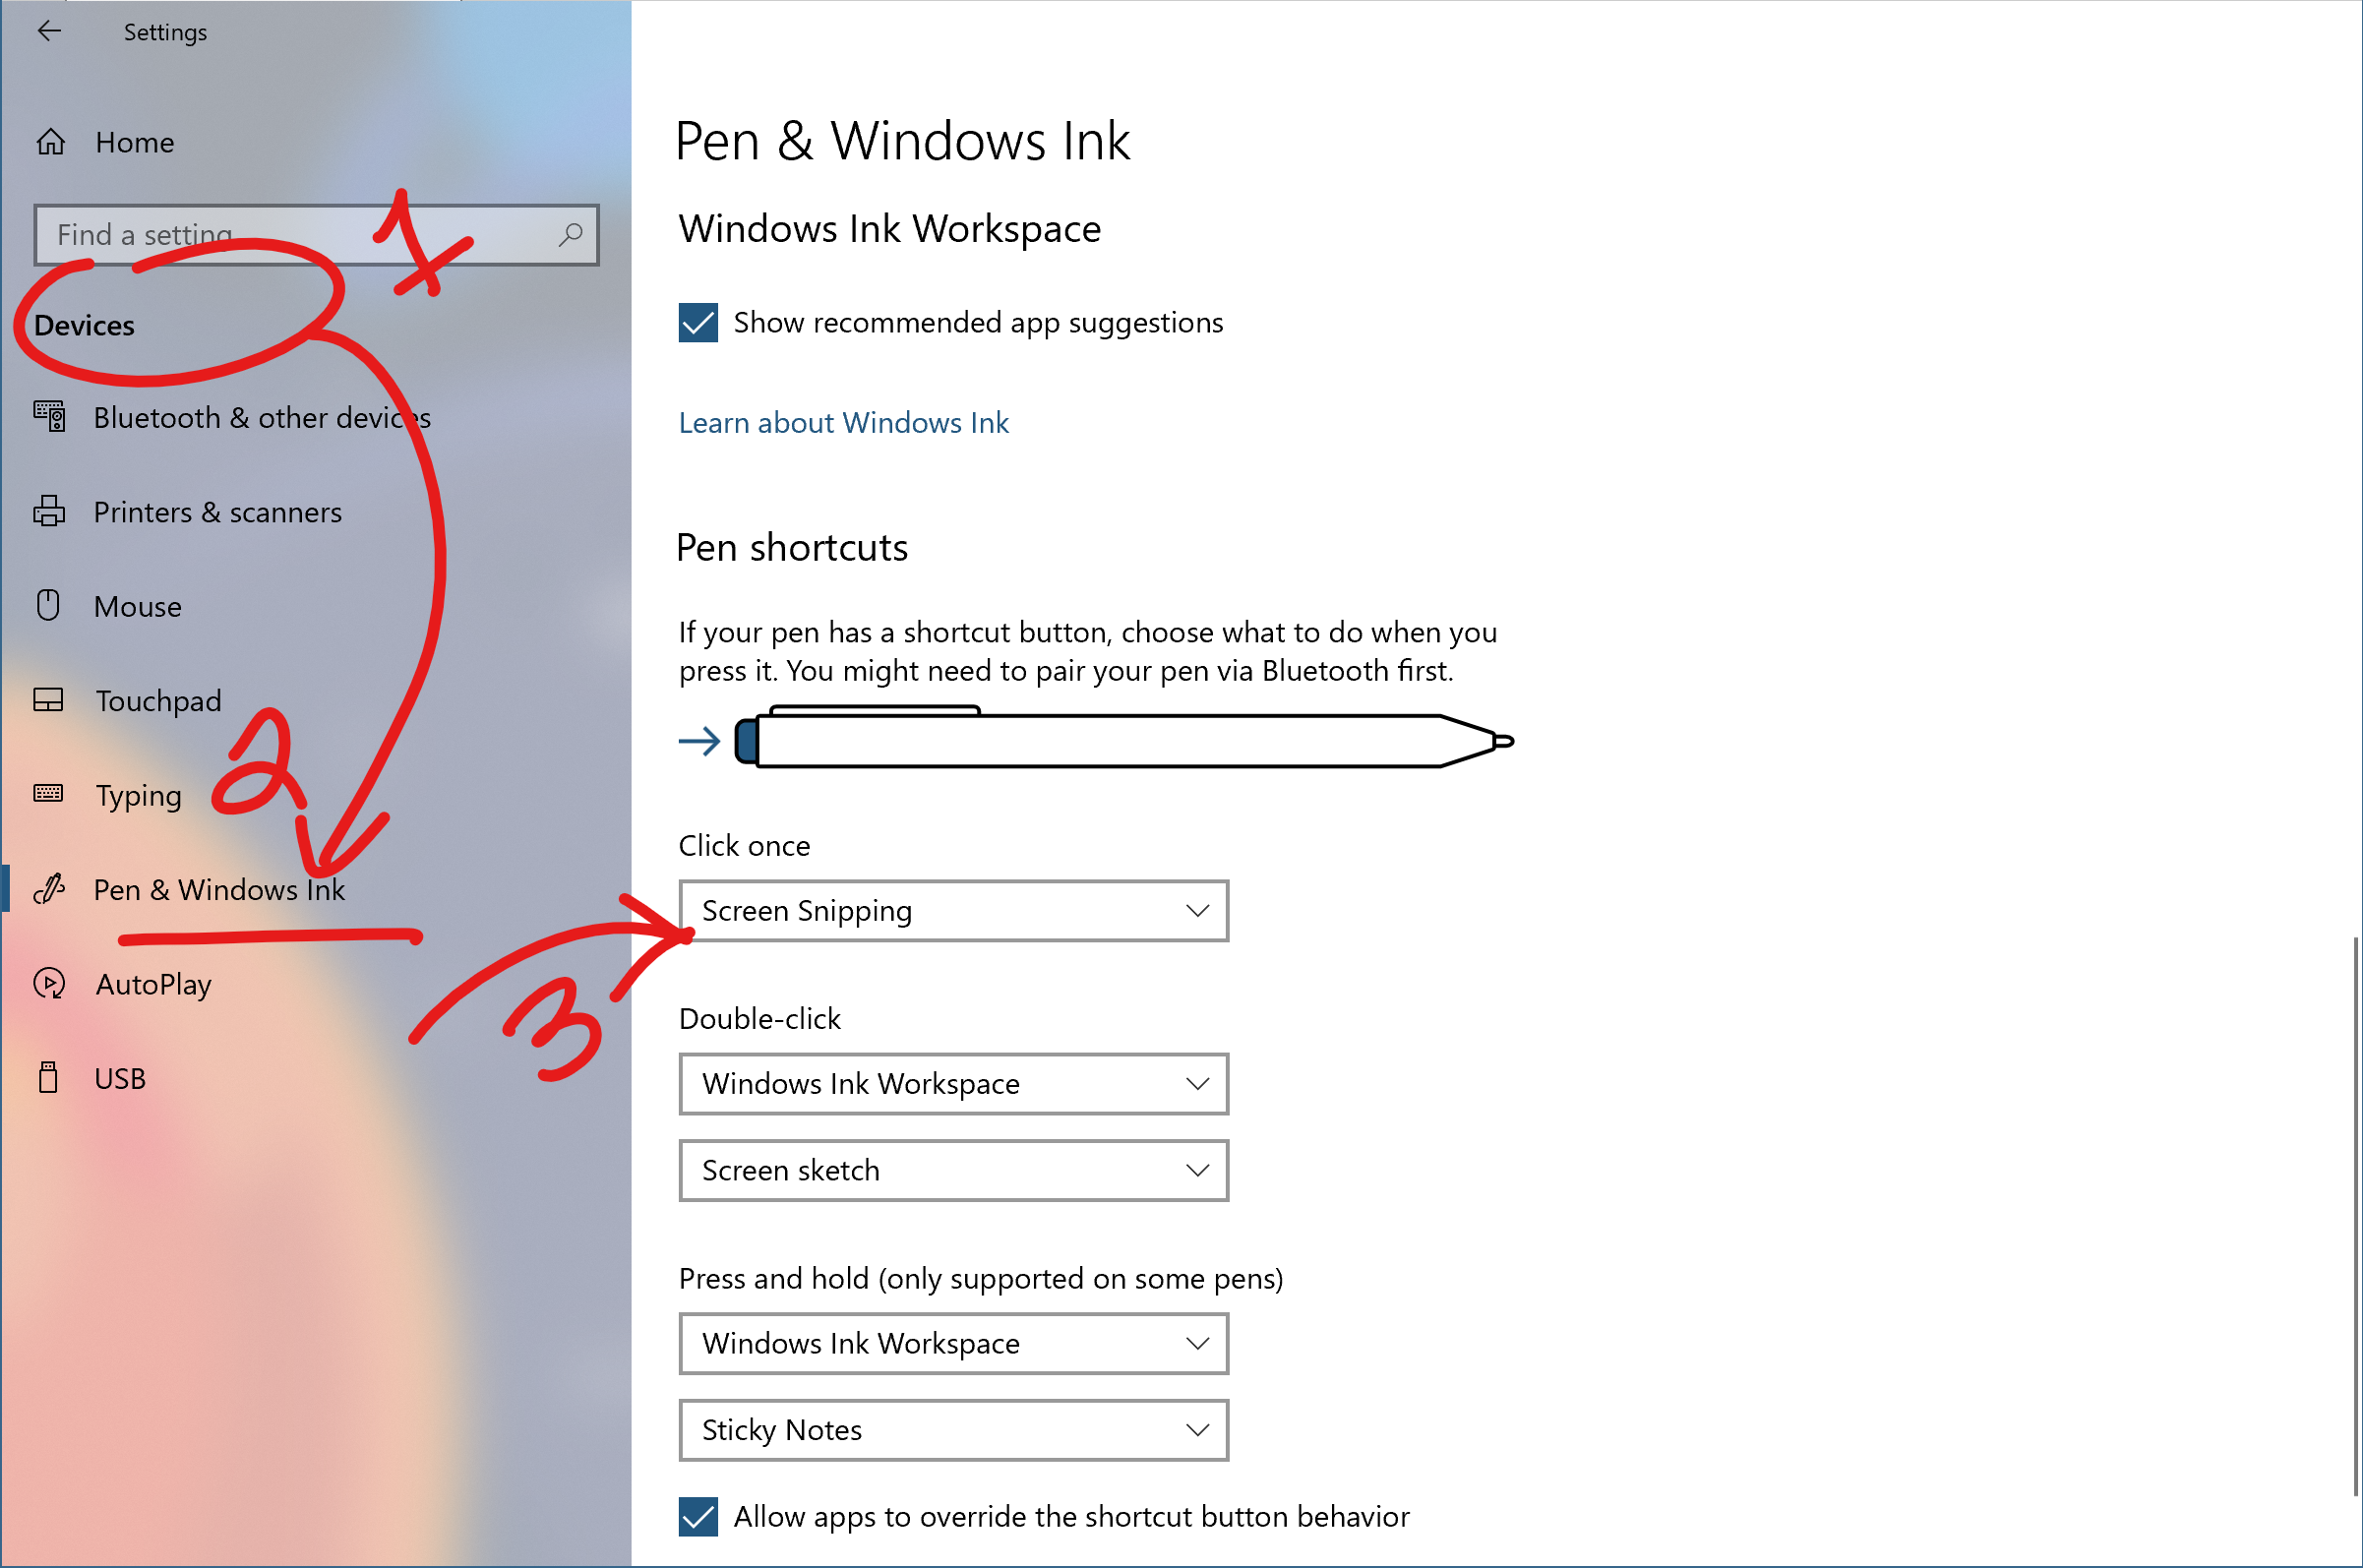 Settings
Home
Find a setting
1
Devices
Bluetooth & other devices
Printers & scanners
Mouse
Touchpad
2
Typing
Pen & Windows Ink
AutoPlay
USB
3
Pen & Windows Ink
Windows Ink Workspace
Show recommended app suggestions
Learn about Windows Ink
Pen shortcuts
If your pen has a shortcut button, choose what to do when you
press it. You might need to pair your pen via Bluetooth first.
Click once
Screen Snipping
Double-click
Windows Ink Workspace
Screen sketch
Press and hold (only supported on some pens)
Windows Ink Workspace
Sticky Notes
Allow apps to override the shortcut button behavior